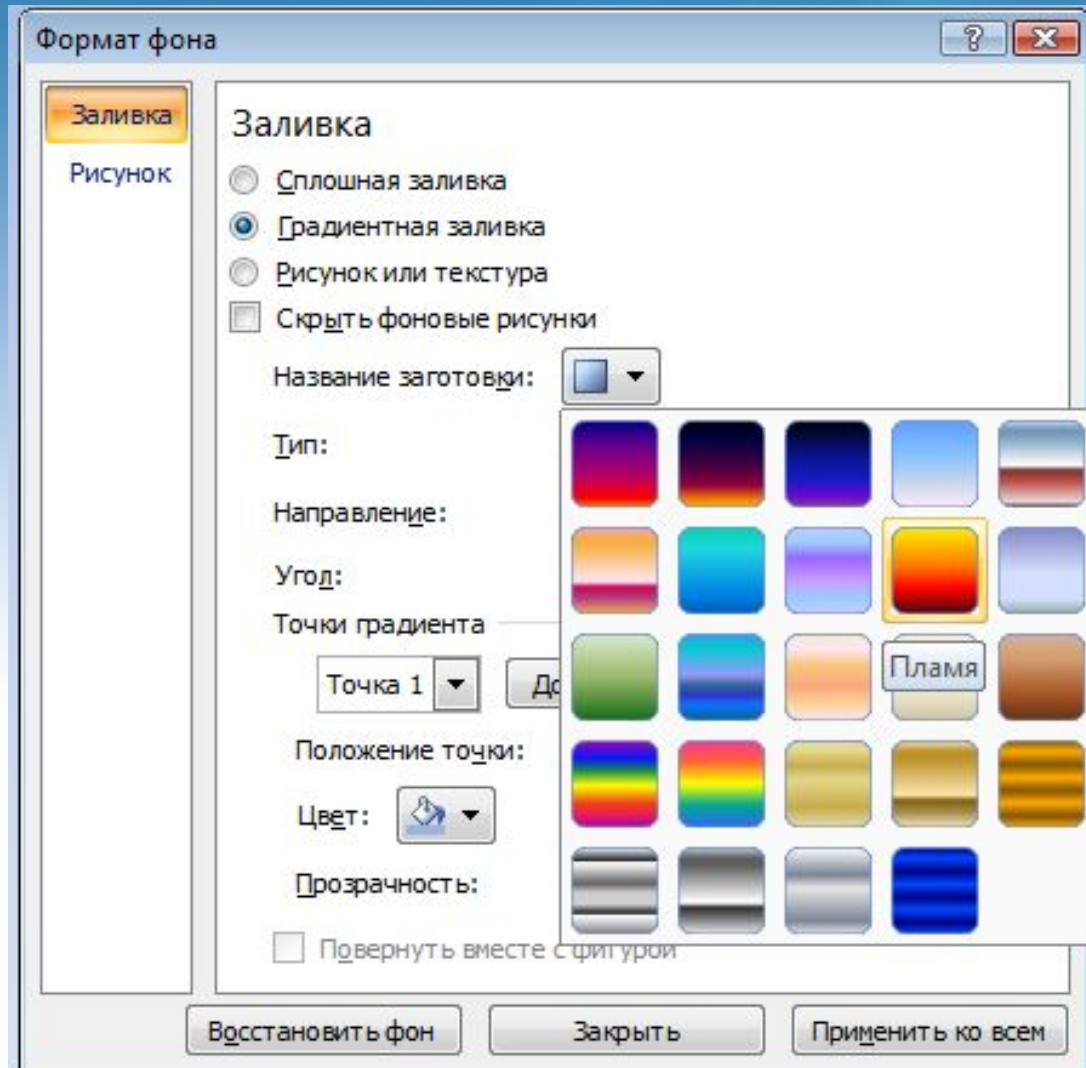 Формат фона
Заливка
Рисунок
Заливка
Сплошная заливка
Градиентная заливка
Рисунок или текстура
Скрыть фоновые рисунки
Название заготовки:
Тип:
Направление:
Угол:
Пламя
Точки градиента
Точка 1
Положение точки:
Цвет:
Прозрачность:
Повернуть вместе с фигурой
Восстановить фон
Закрыть
Применить ко всем